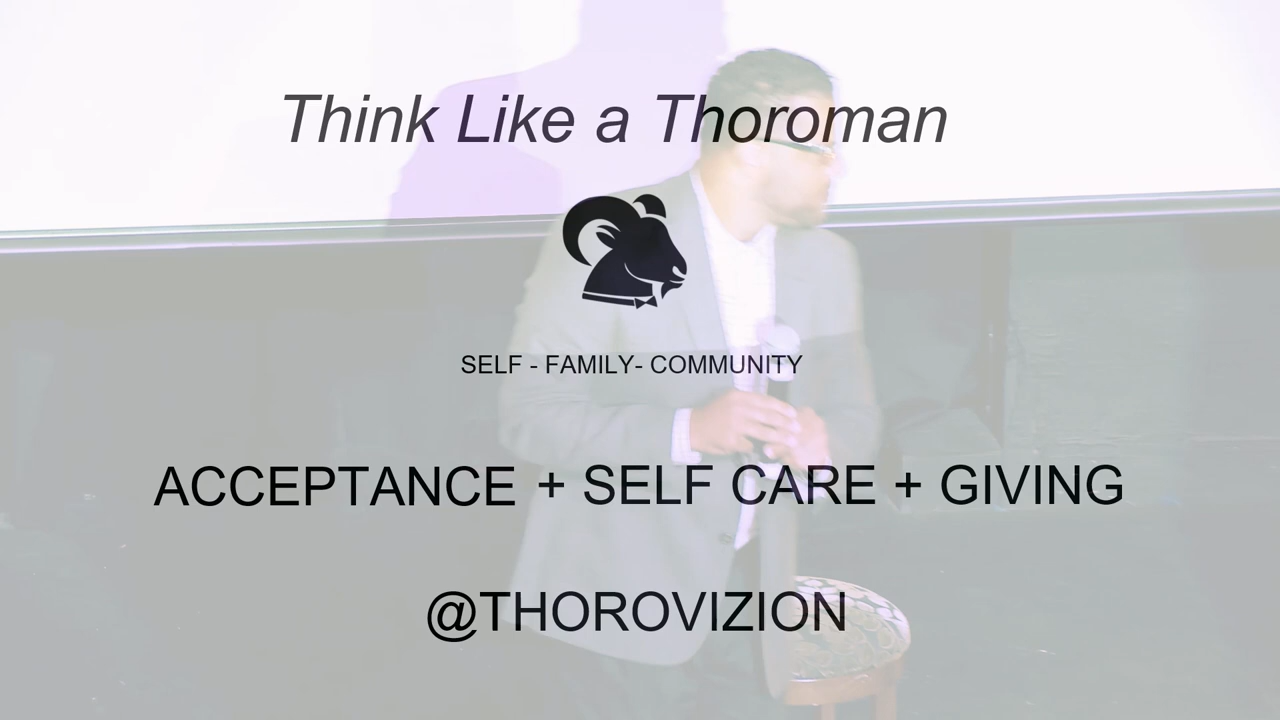 Think Like a Thoroman
SELF - FAMILY- COMMUNITY
ACCEPTANCE + SELF CARE + GIVING
@THOROVIZION